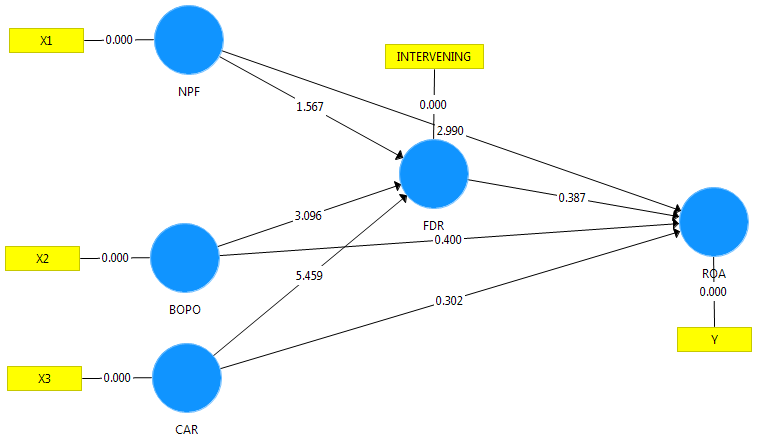 X1
0.000
NPF
INTERVENING
0.000
1.567
2.990
FDR
3.096
0.387
X2
0.000
BOPO
0.400
5.459
ROA
0.000
Y
0.302
X3
0.000
CAR